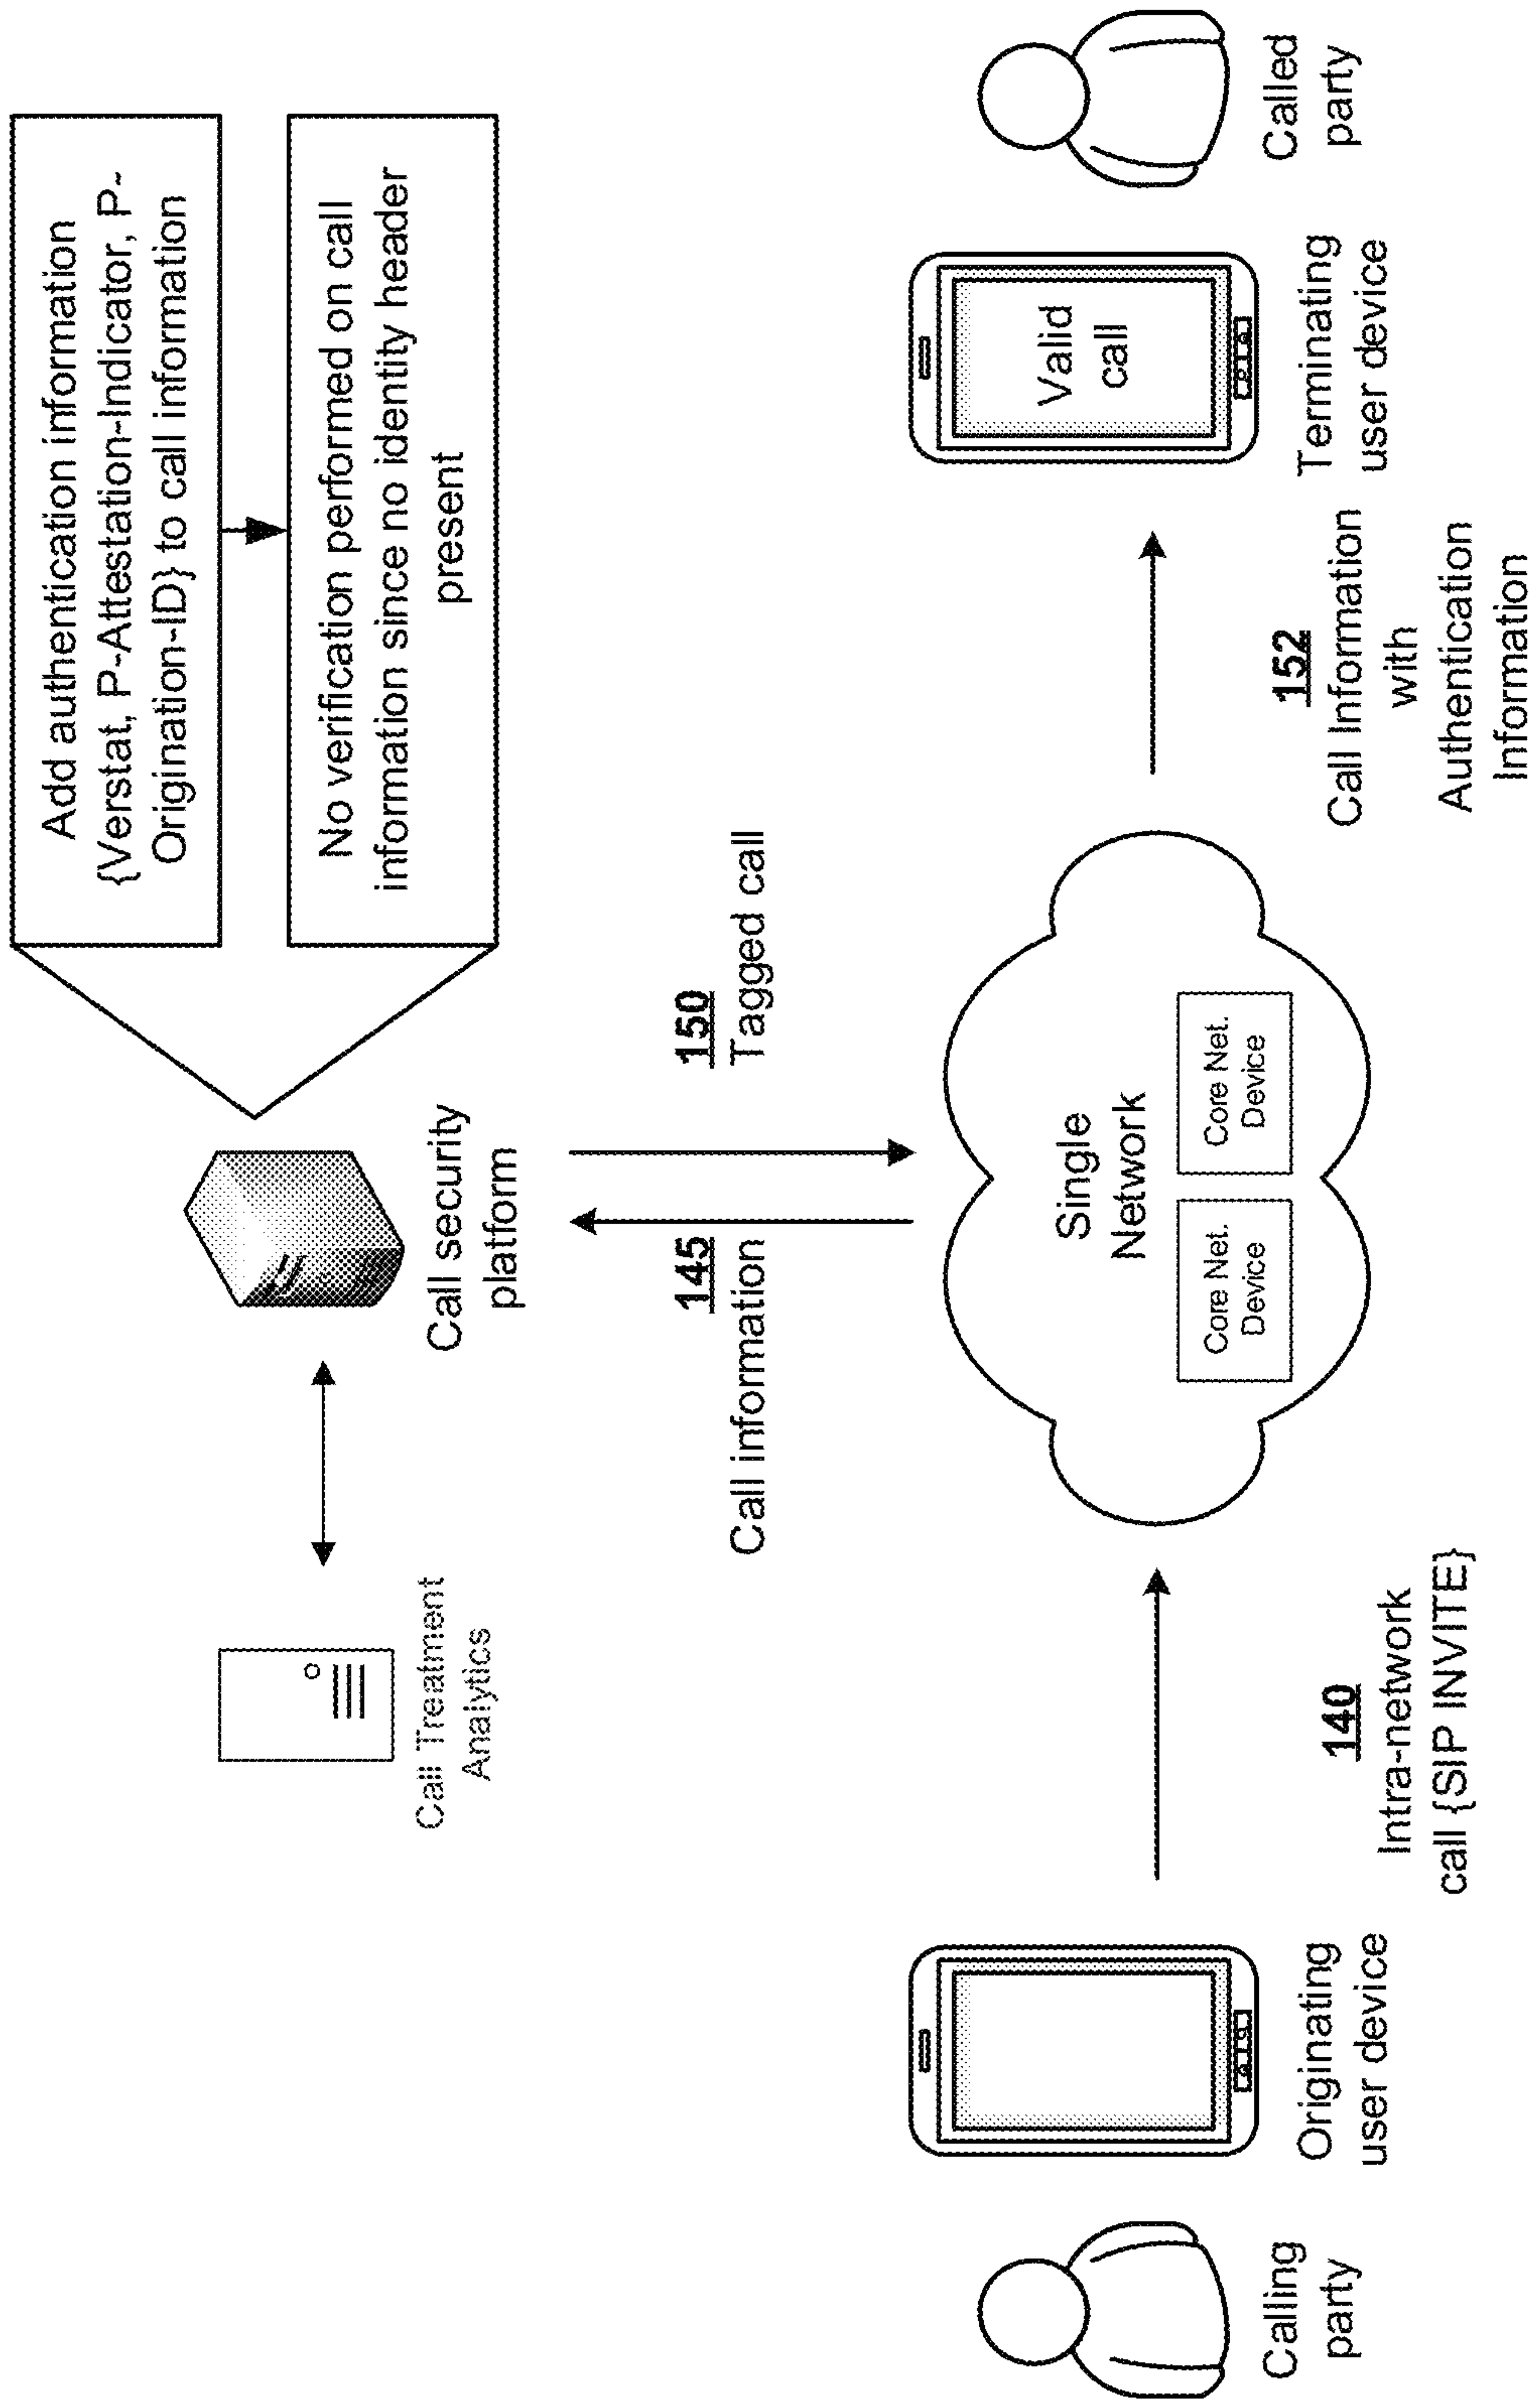 Add authentication information
{Verstat, P-Attestation-Indicator, P-
Origination-ID} to call information
No verification performed on call
information since no identity header
present
Call Treatment
Analytics
Call security
platform
145
Call information
150
Tagged call
Single
Network
Core Net.
Device
Core Net.
Device
Valid
call
Calling
party
Originating
user device
140
Intra-network
call {SIP INVITE}
152
Call Information
with
Authentication
Information
Terminating
user device
Called
party